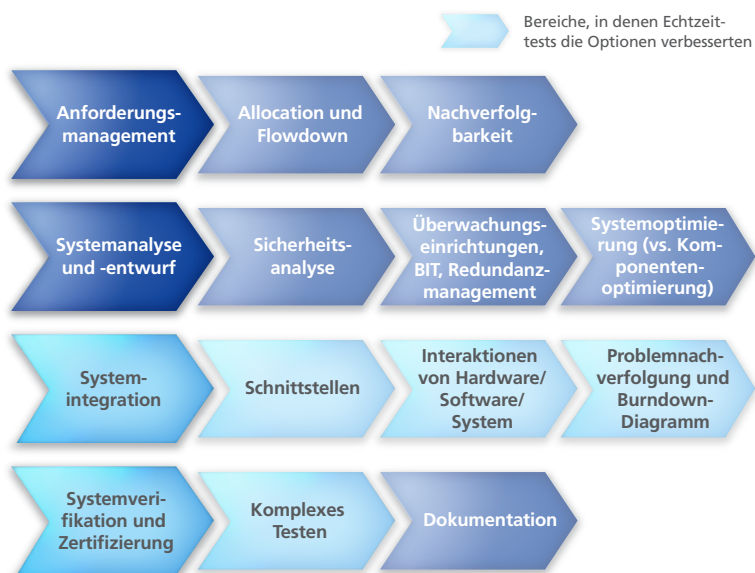 Bereiche, in denen Echtzeit-
tests die Optionen verbesserten
Anforderungs-
management
Allocation und
Flowdown
Nachverfolg-
barkeit
Systemanalyse
und -entwurf
Sicherheits-
analyse
Überwachungs-
einrichtungen,
BIT, Redundanz-
management
Systemoptimie-
rung (vs. Kom-
ponenten-
optimierung)
System-
integration
Schnittstellen
Interaktionen
von Hardware/
Software/
System
Problemnach-
verfolgung und
Burndown-
Diagramm
Systemveri-
fikation und
Zertifizierung
Komplexes
Testen
Dokumentation